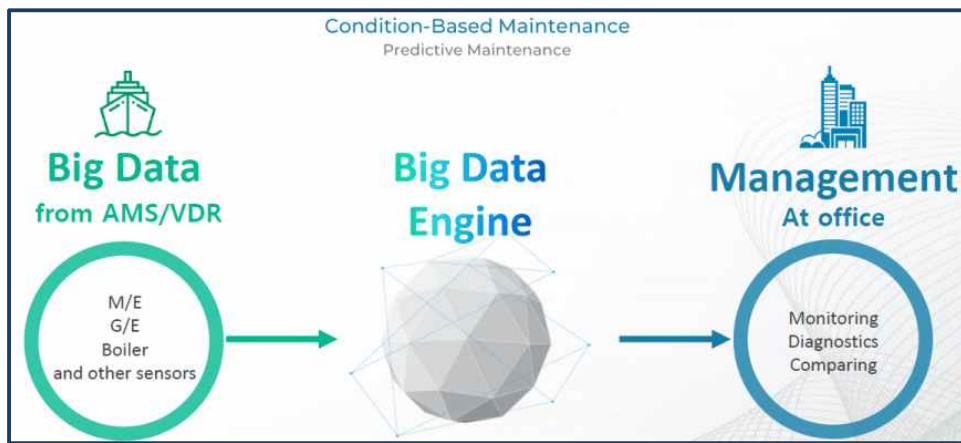 Condition-Based Maintenance
Predictive Maintenance
Big Data
from AMS/VDR
M/E
G/E
Boiler
and other sensors
Big Data
Engine
Management
At office
Monitoring
Diagnostics
Comparing